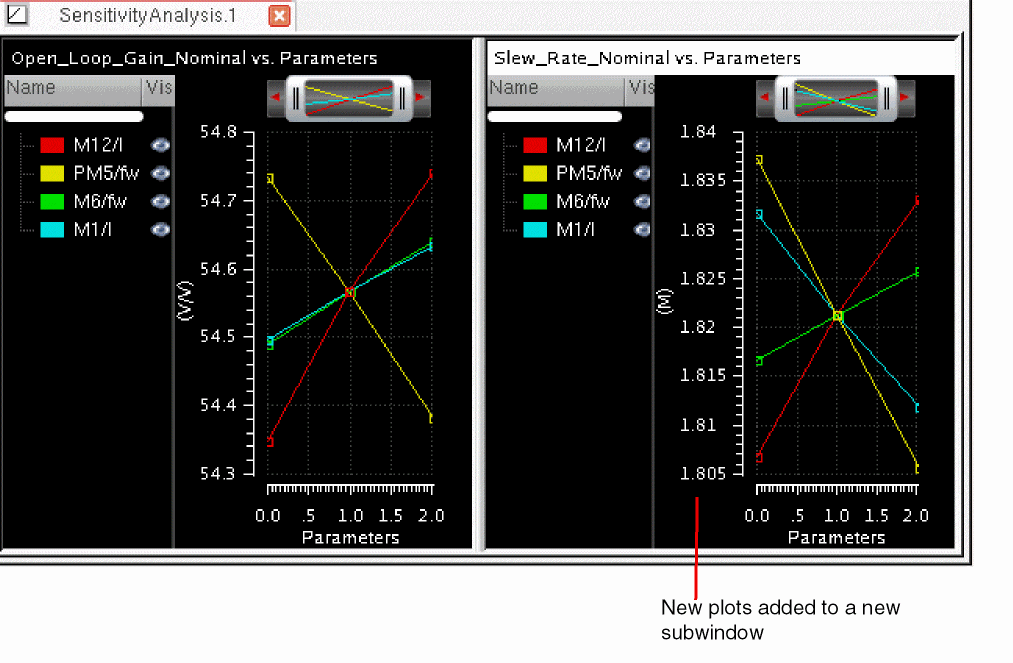 SensitivityAnalysis.1
Open_Loop_Gain_Nominal vs. Parameters
Name Vis
M12/l
PM5/fw
M6/fw
M1/l
(V/V)
54.8
54.7
54.6
54.5
54.4
54.3
0.0 .5 1.0 1.5 2.0
Parameters
Slew_Rate_Nominal vs. Parameters
Name Vis
M12/l
PM5/fw
M6/fw
M1/l
(M)
1.84
1.835
1.83
1.825
1.82
1.815
1.81
1.805
0.0 .5 1.0 1.5 2.0
Parameters
New plots added to a new
subwindow